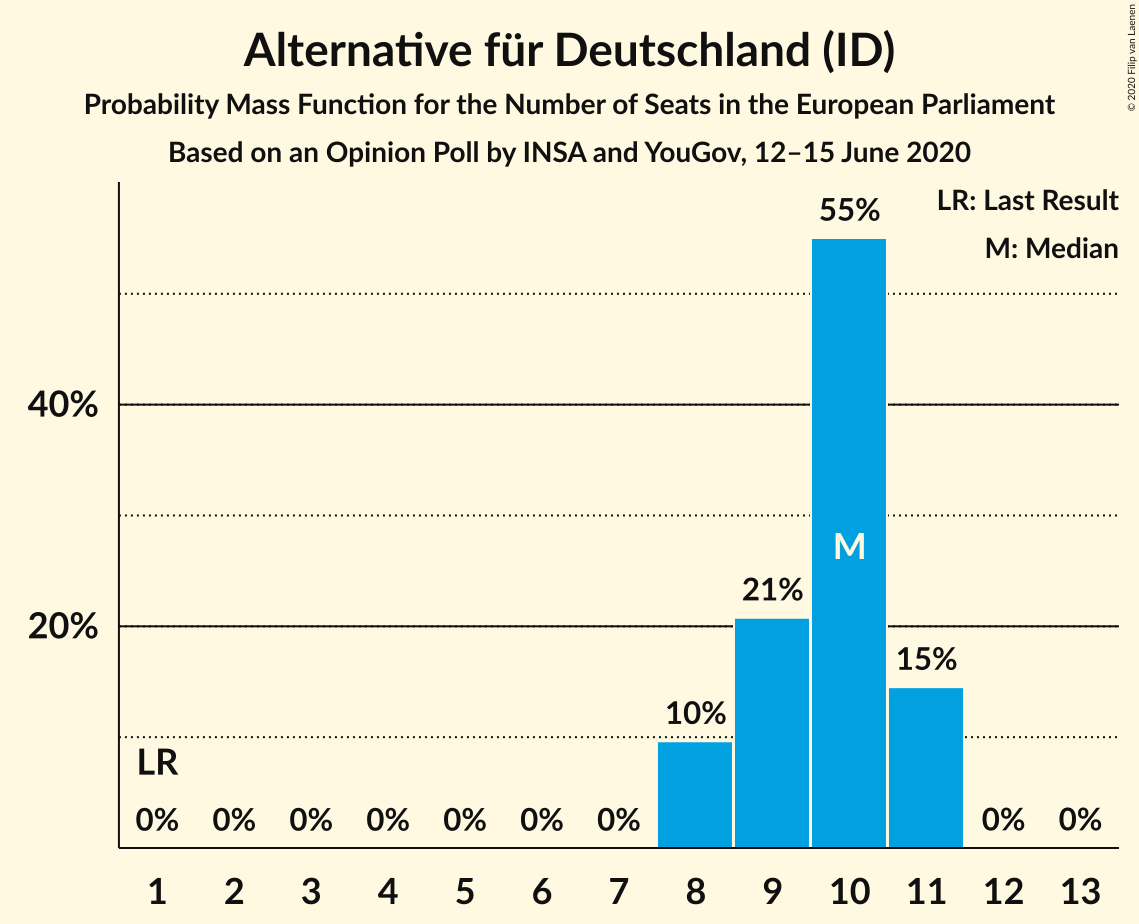 Alternative für Deutschland (ID)
Probability Mass Function for the Number of Seats in the European Parliament
Based on an Opinion Poll by INSA and YouGov, 12–15 June 2020
© 2020 Filip van Laenen
LR: Last Result
M: Median
55%
40%
M
21%
20%
15%
10%
LR
0% 0% 0% 0% 0% 0% 0% 0% 0%
1 2 3 4 5 6 7 8 9 10 11 12 13